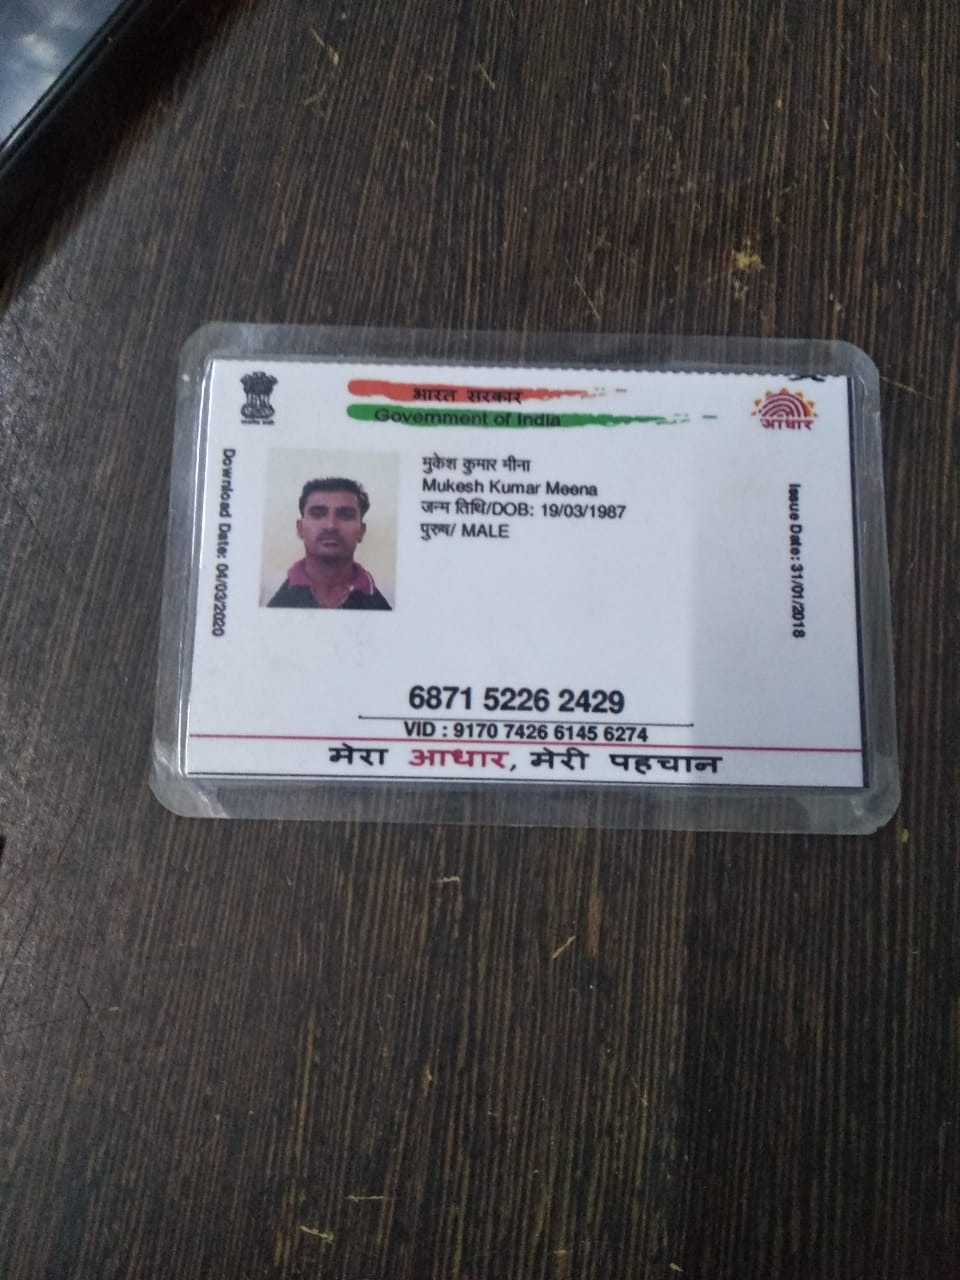 भारत सरकार
Government of India
आधार
Download Date: 04/03/2020
मुकेश कुमार मीना
Mukesh Kumar Meena
जन्म तिथि/DOB: 19/03/1987
पुरुष/ MALE
Issue Date: 31/01/2018
6871 5226 2429
VID : 9170 7426 6145 6274
मेरा आधार, मेरी पहचान